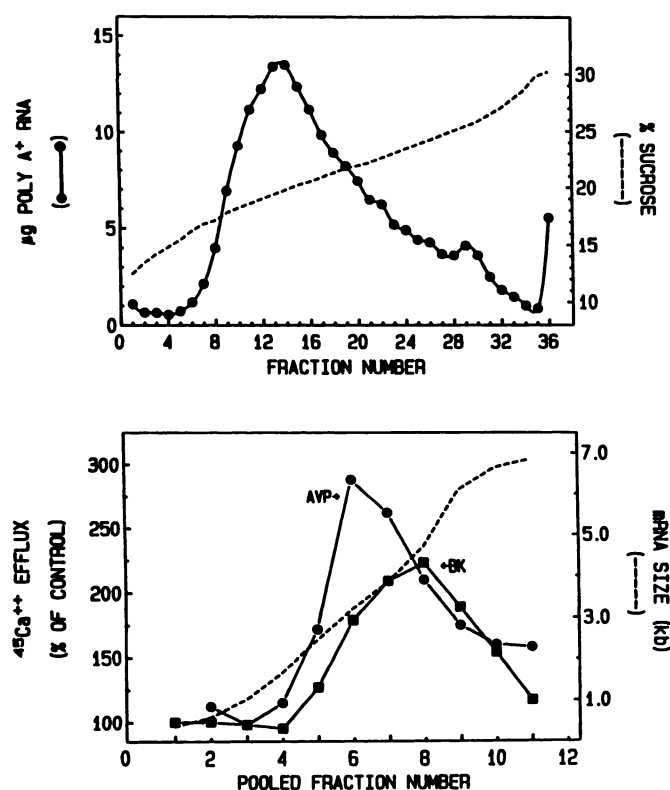 15
10
5
0
µg POLY A+ RNA
(●—●)
30
25
20
15
10
% SUCROSE
(-----)
0 4 8 12 16 20 24 28 32 36
FRACTION NUMBER
300
250
200
150
100
45Ca++ EFFLUX
(% OF CONTROL)
AVP→
←BK
7.0
5.0
3.0
1.0
mRNA SIZE (kb)
(-----)
0 2 4 6 8 10 12
POOLED FRACTION NUMBER